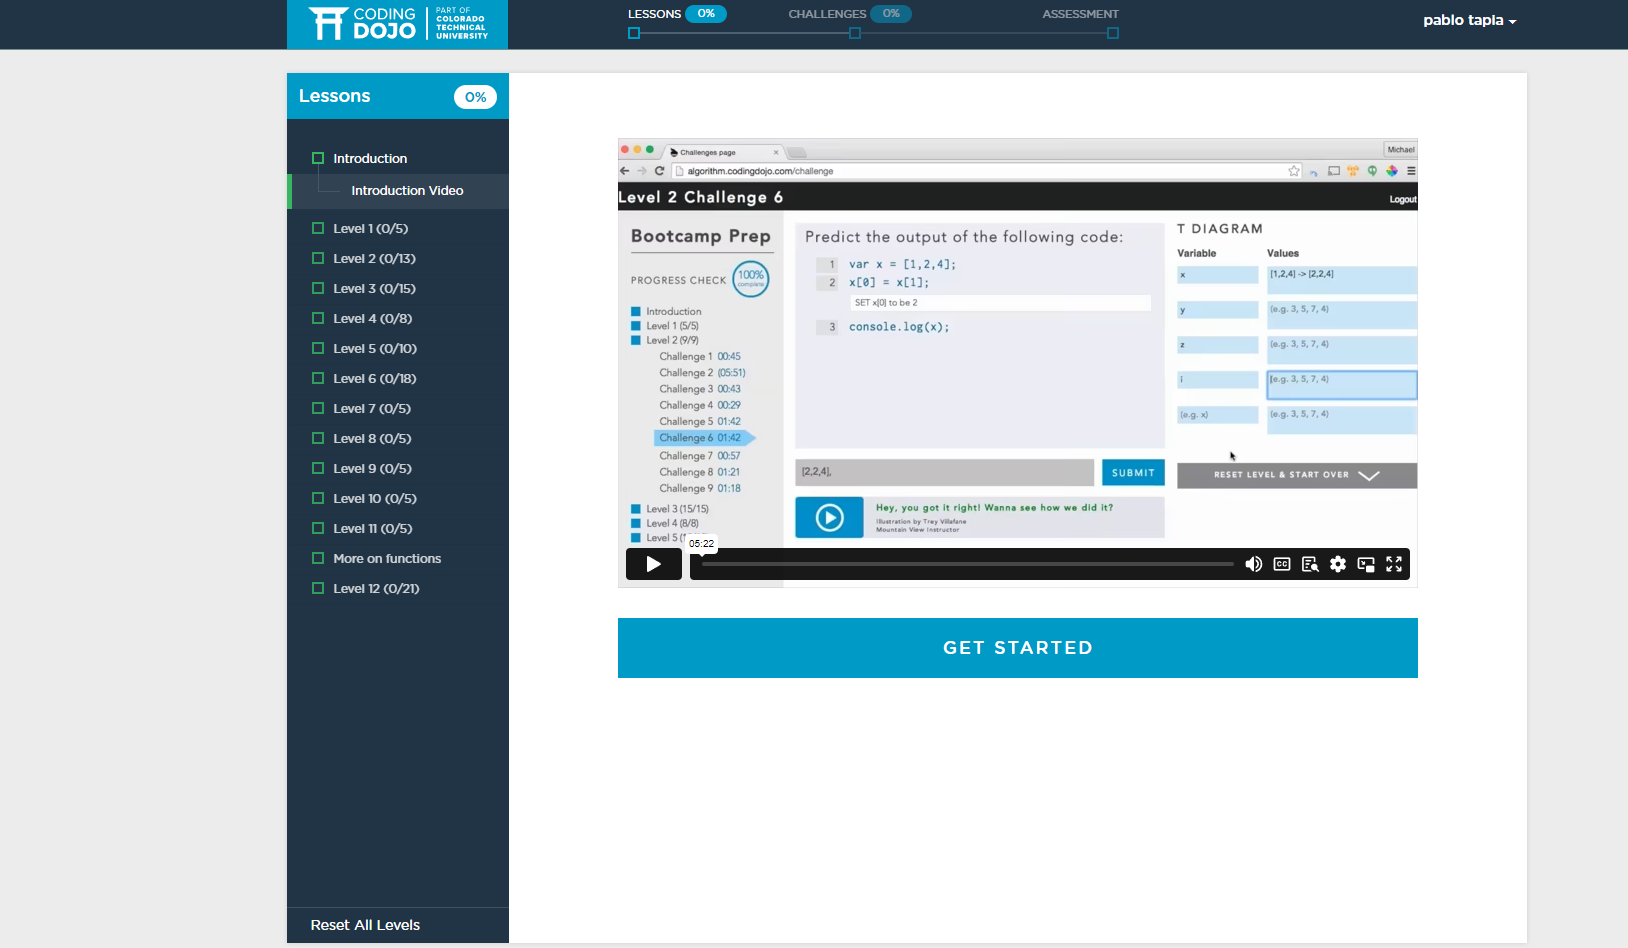 CODING DOJO
PART OF
COLORADO
TECHNICAL
UNIVERSITY
LESSONS 0%
CHALLENGES 0%
ASSESSMENT
pablo tapia
Lessons 0%
Introduction
Introduction Video
Level 1 (0/5)
Level 2 (0/13)
Level 3 (0/15)
Level 4 (0/8)
Level 5 (0/10)
Level 6 (0/18)
Level 7 (0/5)
Level 8 (0/5)
Level 9 (0/5)
Level 10 (0/5)
Level 11 (0/5)
More on functions
Level 12 (0/21)
Reset All Levels
Challenges page
Michael
algorithm.codingdojo.com/challenge
Level 2 Challenge 6
Logout
Bootcamp Prep
PROGRESS CHECK
100%
complete
Introduction
Level 1 (5/5)
Level 2 (9/9)
Challenge 1 00:45
Challenge 2 (05:51)
Challenge 3 00:43
Challenge 4 00:29
Challenge 5 01:42
Challenge 6 01:42
Challenge 7 00:57
Challenge 8 01:21
Challenge 9 01:18
Level 3 (15/15)
Level 4 (8/8)
Level 5
Predict the output of the following code:
1 var x = [1,2,4];
2 x[0] = x[1];
SET x[0] to be 2
3 console.log(x);
[2,2,4],
SUBMIT
Hey, you got it right! Wanna see how we did it?
Illustration by Trey Villafane
Mountain View Instructor
T DIAGRAM
Variable Values
x [1,2,4] -> [2,2,4]
y (e.g. 3, 5, 7, 4)
z (e.g. 3, 5, 7, 4)
i (e.g. 3, 5, 7, 4)
(e.g. x) (e.g. 3, 5, 7, 4)
RESET LEVEL & START OVER
05:22
CC
GET STARTED